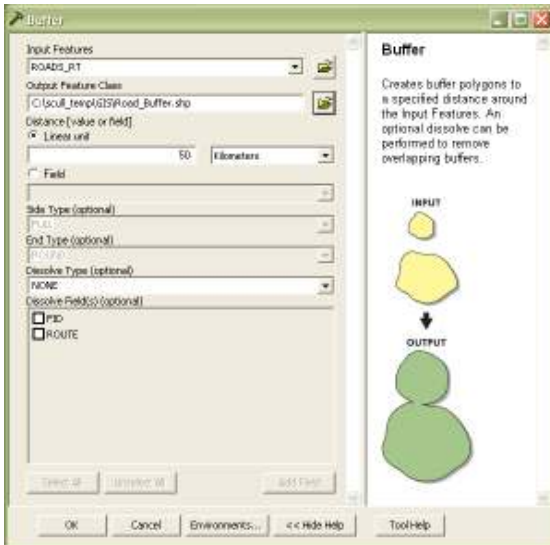 Buffer
Input Features
ROADS_RT
Output Feature Class
C:\scull_temp\GIS\Road_Buffer.shp
Distance [value or field]
Linear unit
50 Kilometers
Field
Side Type (optional)
FULL
End Type (optional)
ROUND
Dissolve Type (optional)
NONE
Dissolve Field(s) (optional)
FID
ROUTE
Select All Unselect All Add Field
OK Cancel Environments... << Hide Help Tool Help
Buffer
Creates buffer polygons to
a specified distance around
the Input Features. An
optional dissolve can be
performed to remove
overlapping buffers.
INPUT
OUTPUT